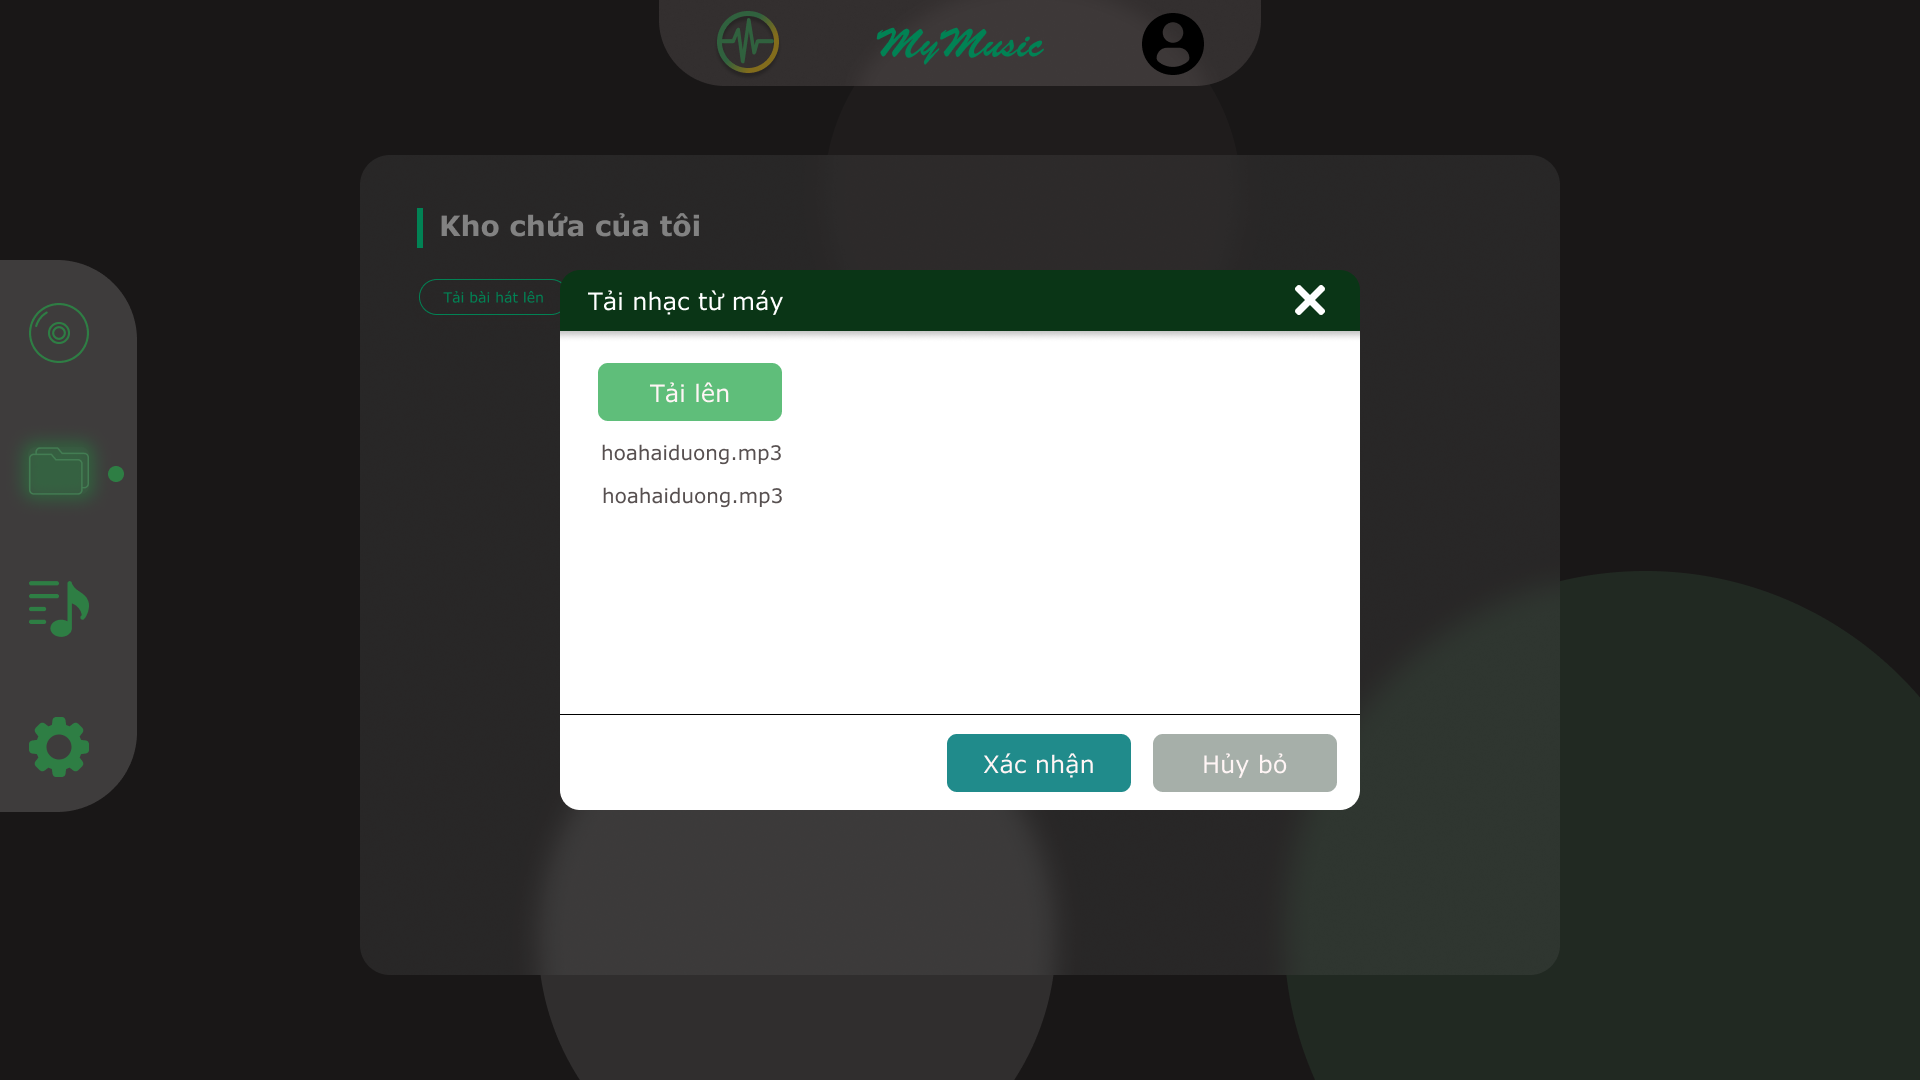 MyMusic
Kho chứa của tôi
Tải bài hát lên
Tải nhạc từ máy
Tải lên
hoahaiduong.mp3
hoahaiduong.mp3
Xác nhận
Hủy bỏ